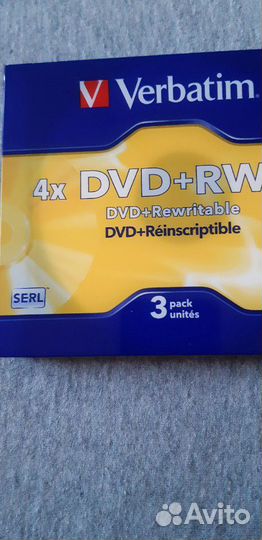 Verbatim
4x DVD+RW
DVD+Rewritable
DVD+Réinscriptible
SERL
3 pack
unités
Avito